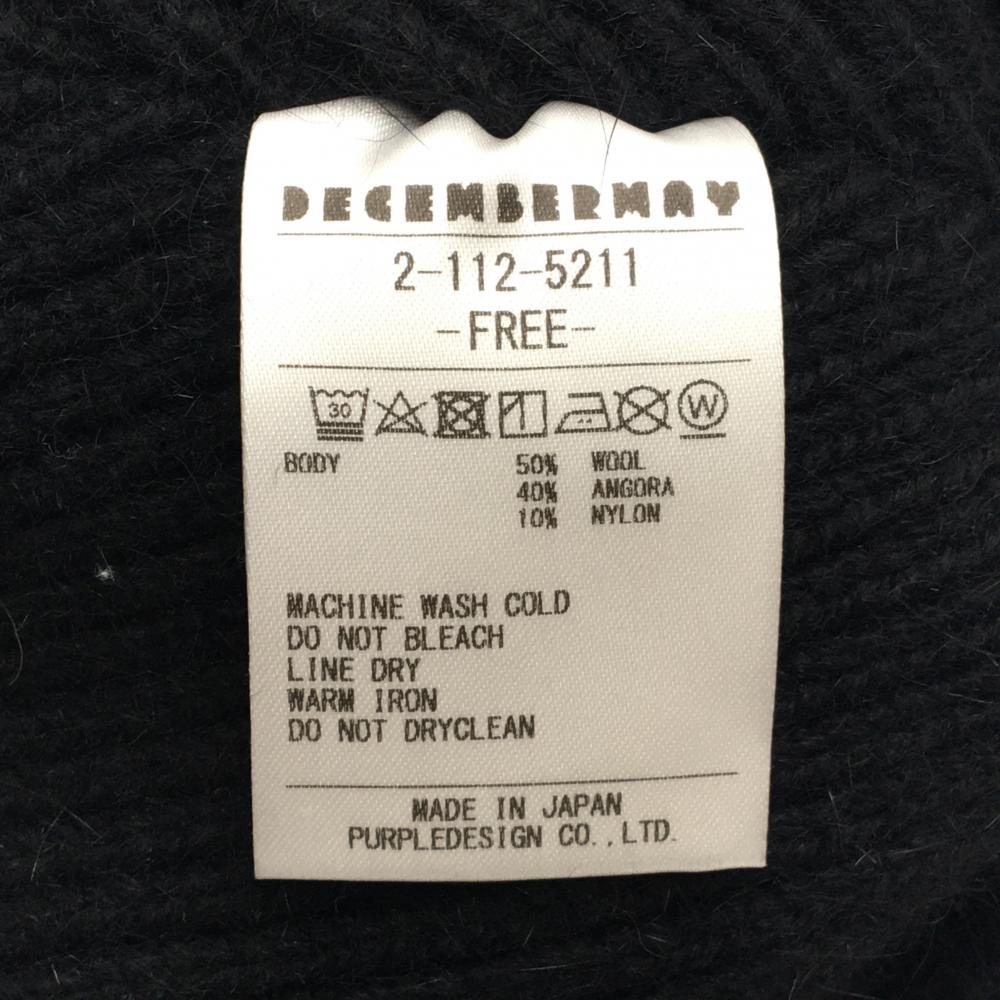 DECEMBERMAY
2-112-5211
-FREE-
30 W
BODY 50% WOOL
40% ANGORA
10% NYLON
MACHINE WASH COLD
DO NOT BLEACH
LINE DRY
WARM IRON
DO NOT DRYCLEAN
MADE IN JAPAN
PURPLEDESIGN CO.,LTD.